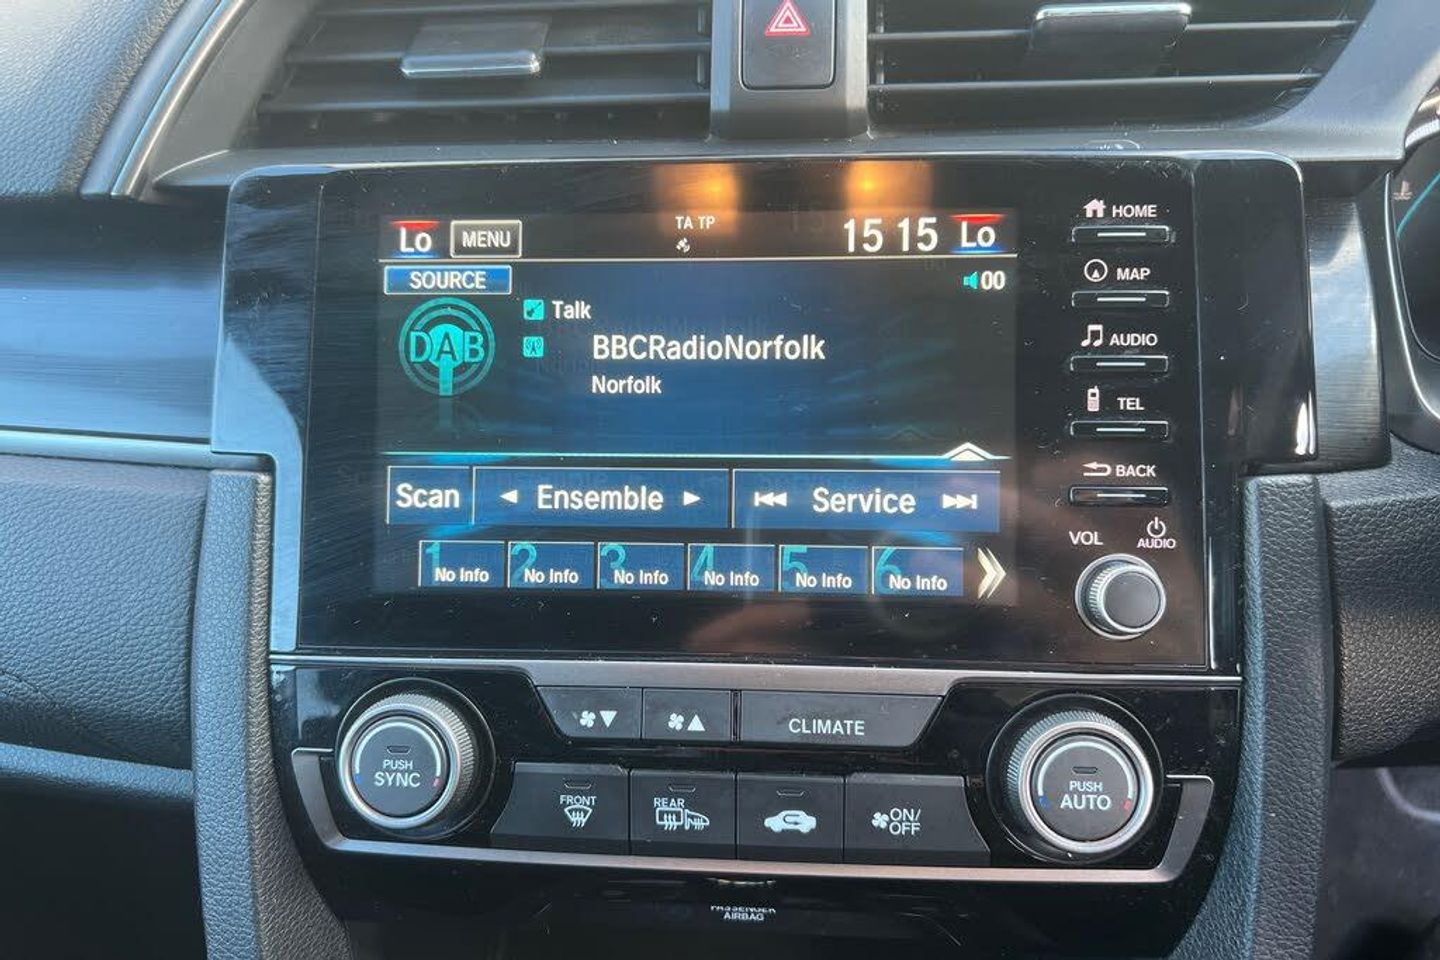 Lo
MENU
TA TP
15 15
Lo
SOURCE
00
DAB
Talk
BBCRadioNorfolk
Norfolk
Scan
Ensemble
Service
1 No Info
2 No Info
3 No Info
4 No Info
5 No Info
6 No Info
HOME
MAP
AUDIO
TEL
BACK
VOL
AUDIO
CLIMATE
PUSH
SYNC
FRONT
REAR
ON/
OFF
PUSH
AUTO
PASSENGER
AIRBAG